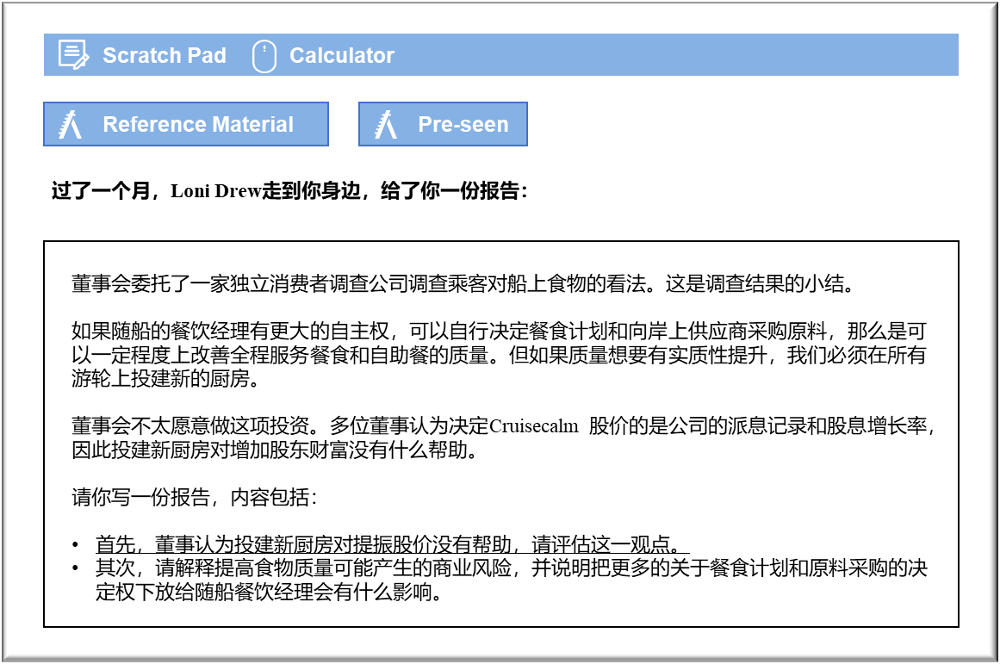 Scratch Pad Calculator
Reference Material Pre-seen
过了一个月，Loni Drew走到你身边，给了你一份报告：
董事会委托了一家独立消费者调查公司调查乘客对船上食物的看法。这是调查结果的小结。
如果随船的餐饮经理有更大的自主权，可以自行决定餐食计划和向岸上供应商采购原料，那么是可
以一定程度上改善全程服务餐食和自助餐的质量。但如果质量想要有实质性提升，我们必须在所有
游轮上投建新的厨房。
董事会不太愿意做这项投资。多位董事认为决定Cruisecalm 股价的是公司的派息记录和股息增长率，
因此投建新厨房对增加股东财富没有什么帮助。
请你写一份报告，内容包括：
• 首先，董事认为投建新厨房对提振股价没有帮助，请评估这一观点。
• 其次，请解释提高食物质量可能产生的商业风险，并说明把更多的关于餐食计划和原料采购的决
定权下放给随船餐饮经理会有什么影响。